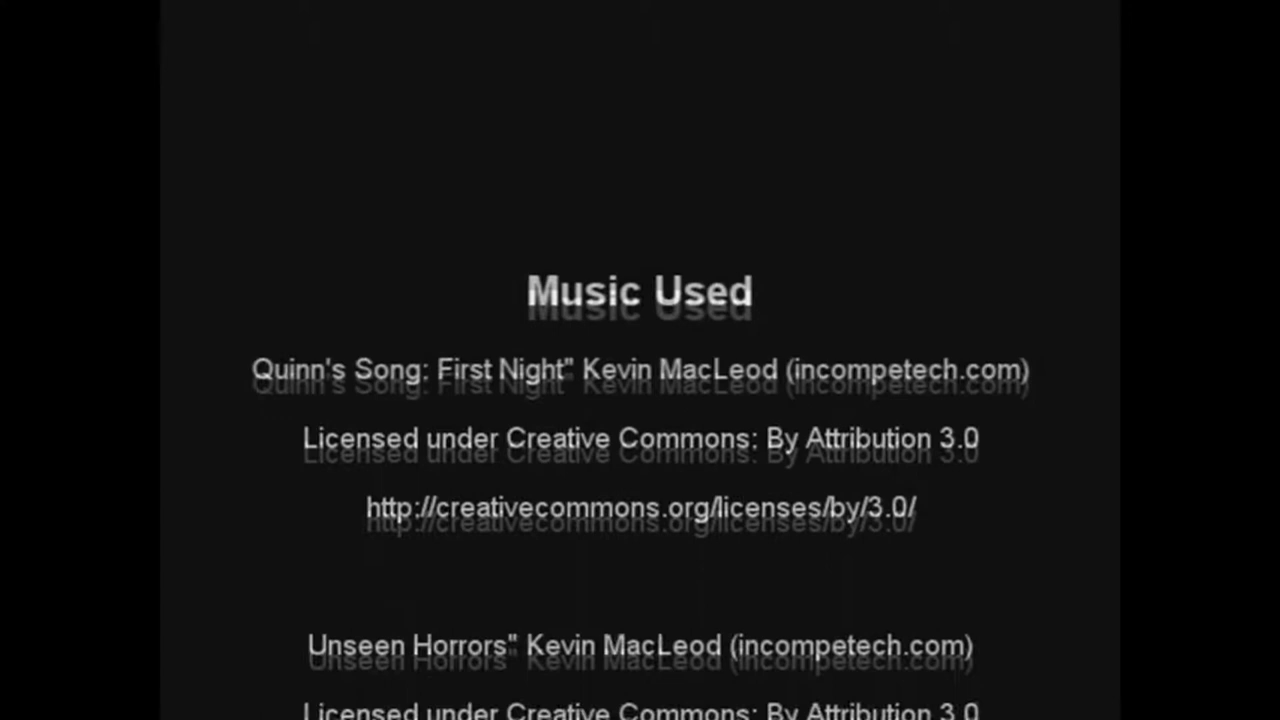 Music Used
Quinn's Song: First Night" Kevin MacLeod (incompetech.com)
Licensed under Creative Commons: By Attribution 3.0
http://creativecommons.org/licenses/by/3.0/
Unseen Horrors" Kevin MacLeod (incompetech.com)
Licensed under Creative Commons: By Attribution 3.0